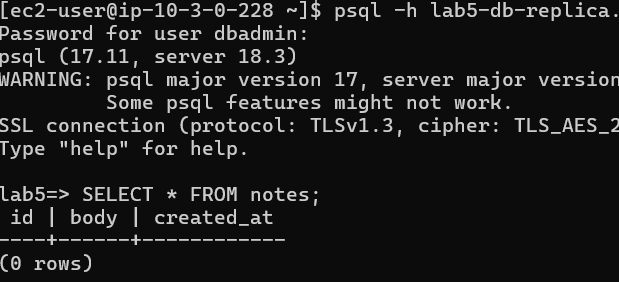 [ec2-user@ip-10-3-0-228 ~]$ psql -h lab5-db-replica.
Password for user dbadmin:
psql (17.11, server 18.3)
WARNING: psql major version 17, server major version
         Some psql features might not work.
SSL connection (protocol: TLSv1.3, cipher: TLS_AES_2
Type "help" for help.

lab5=> SELECT * FROM notes;
 id | body | created_at
----+------+------------
(0 rows)